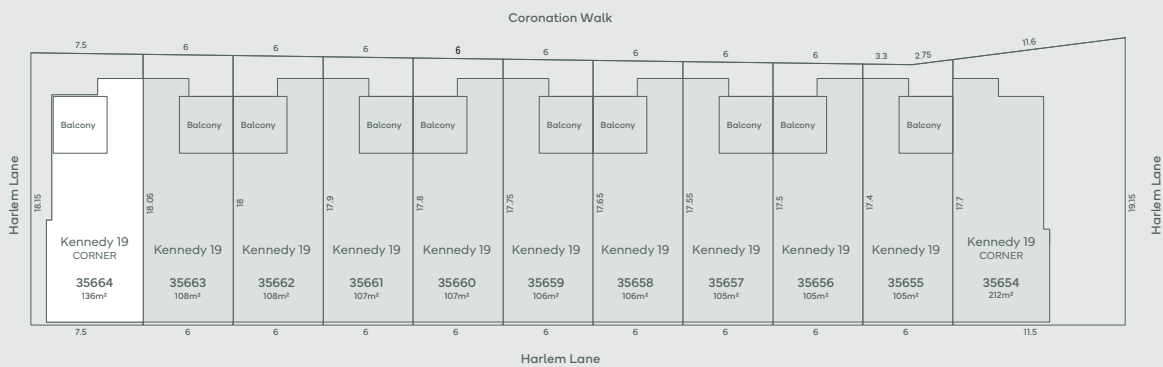 Coronation Walk
7.5 6 6 6 6 6 6 6 6 3.3 2.75 11.6
Balcony Balcony Balcony Balcony Balcony Balcony Balcony Balcony Balcony Balcony
Harlem Lane 18.15 18.05 18 17.9 17.8 17.75 17.65 17.55 17.5 17.4 17.7 19.15 Harlem Lane
Kennedy 19 Kennedy 19 Kennedy 19 Kennedy 19 Kennedy 19 Kennedy 19 Kennedy 19 Kennedy 19 Kennedy 19 Kennedy 19 Kennedy 19
CORNER CORNER
35664 35663 35662 35661 35660 35659 35658 35657 35656 35655 35654
136m² 108m² 108m² 107m² 107m² 106m² 106m² 105m² 105m² 105m² 212m²
7.5 6 6 6 6 6 6 6 6 6 11.5
Harlem Lane